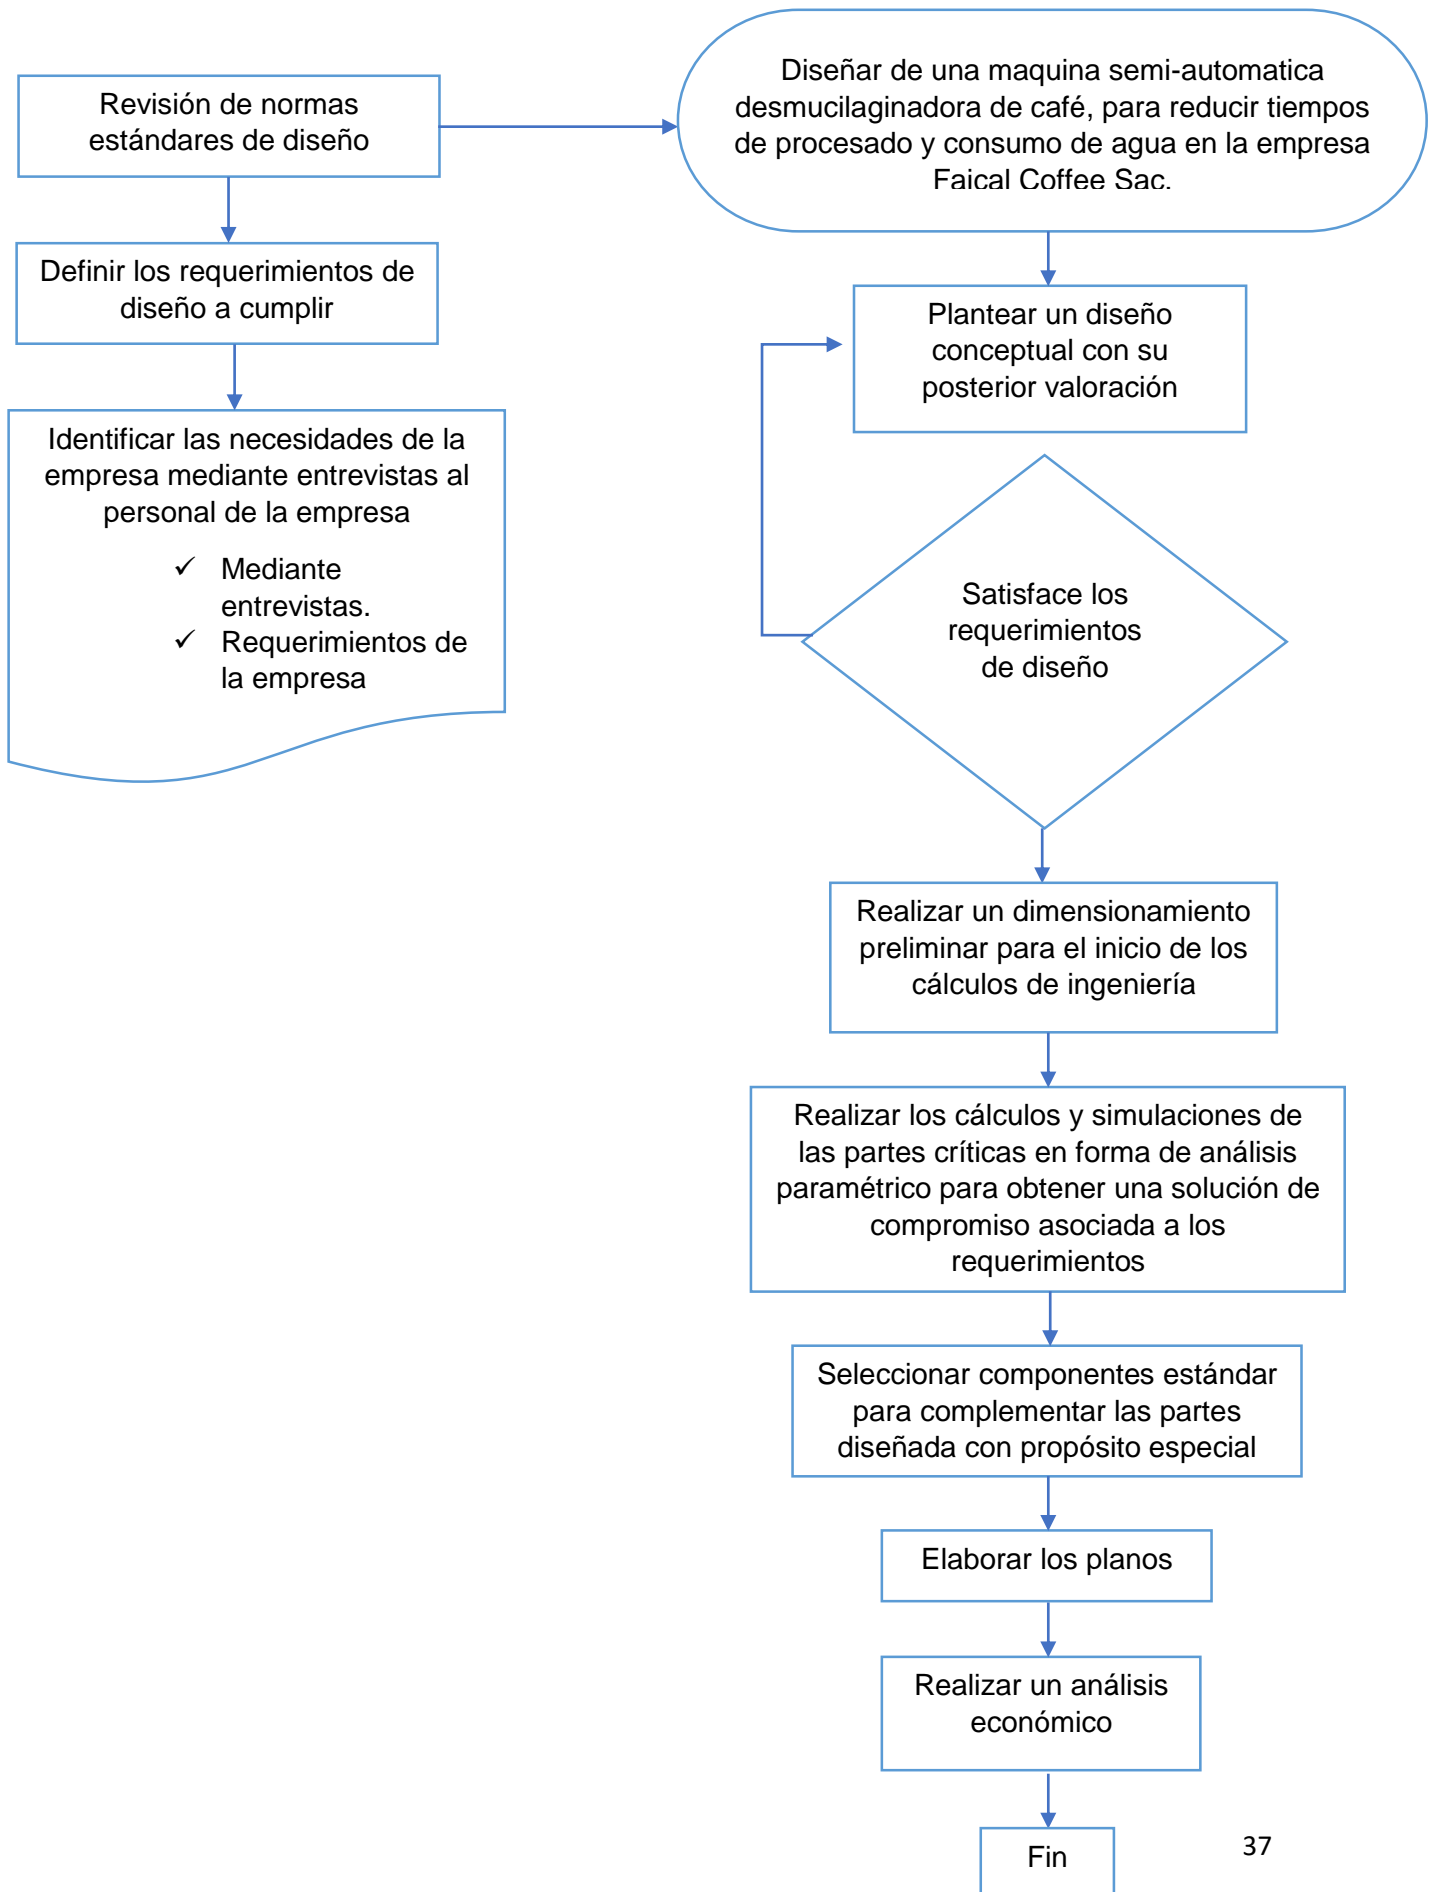 Revisión de normas
estándares de diseño
Definir los requerimientos de
diseño a cumplir
Identificar las necesidades de la
empresa mediante entrevistas al
personal de la empresa
✓ Mediante
entrevistas.
✓ Requerimientos de
la empresa
Diseñar de una maquina semi-automatica
desmucilaginadora de café, para reducir tiempos
de procesado y consumo de agua en la empresa
Faical Coffee Sac.
Plantear un diseño
conceptual con su
posterior valoración
Satisface los
requerimientos
de diseño
Realizar un dimensionamiento
preliminar para el inicio de los
cálculos de ingeniería
Realizar los cálculos y simulaciones de
las partes críticas en forma de análisis
paramétrico para obtener una solución de
compromiso asociada a los
requerimientos
Seleccionar componentes estándar
para complementar las partes
diseñada con propósito especial
Elaborar los planos
Realizar un análisis
económico
Fin
37